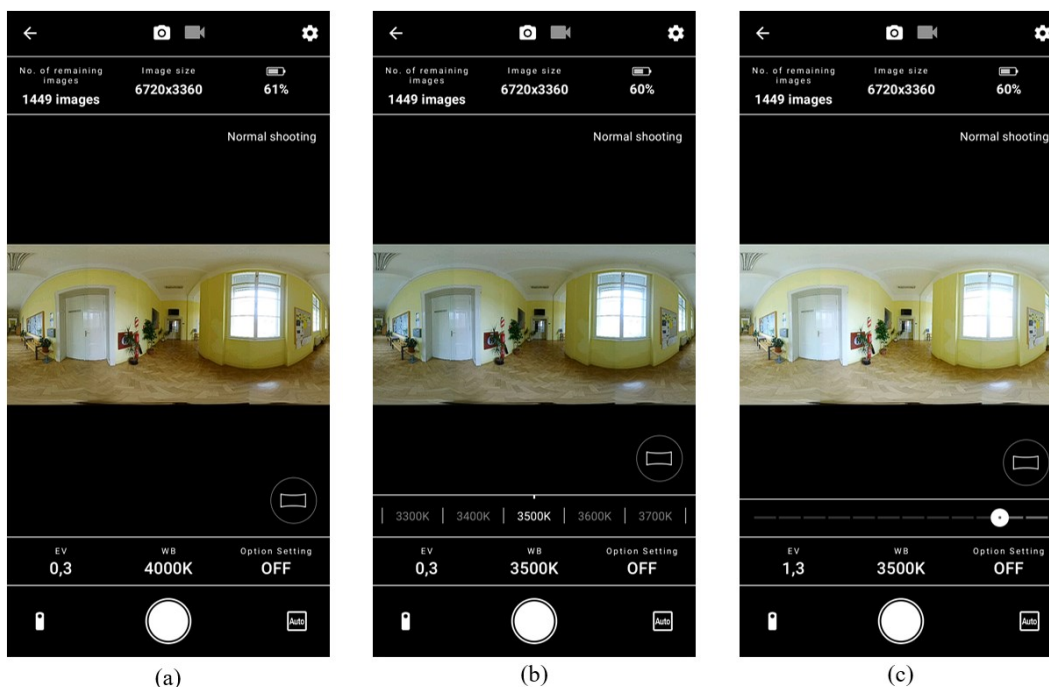 No. of remaining
images
1449 images
Image size
6720x3360
61%
Normal shooting
EV
0,3
WB
4000K
Option Setting
OFF
Auto
(a)
No. of remaining
images
1449 images
Image size
6720x3360
60%
Normal shooting
3300K
3400K
3500K
3600K
3700K
EV
0,3
WB
3500K
Option Setting
OFF
Auto
(b)
No. of remaining
images
1449 images
Image size
6720x3360
60%
Normal shooting
EV
1,3
WB
3500K
Option Setting
OFF
Auto
(c)